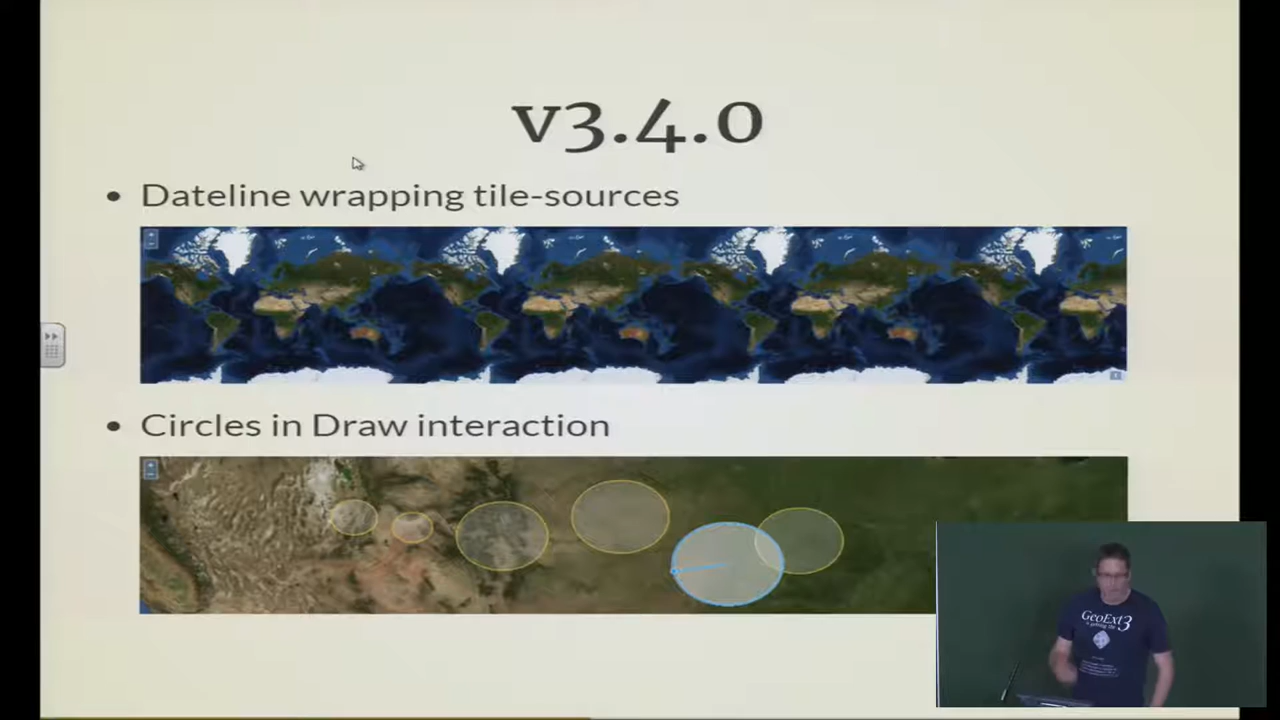 v3.4.0
• Dateline wrapping tile-sources
• Circles in Draw interaction
GeoExt3